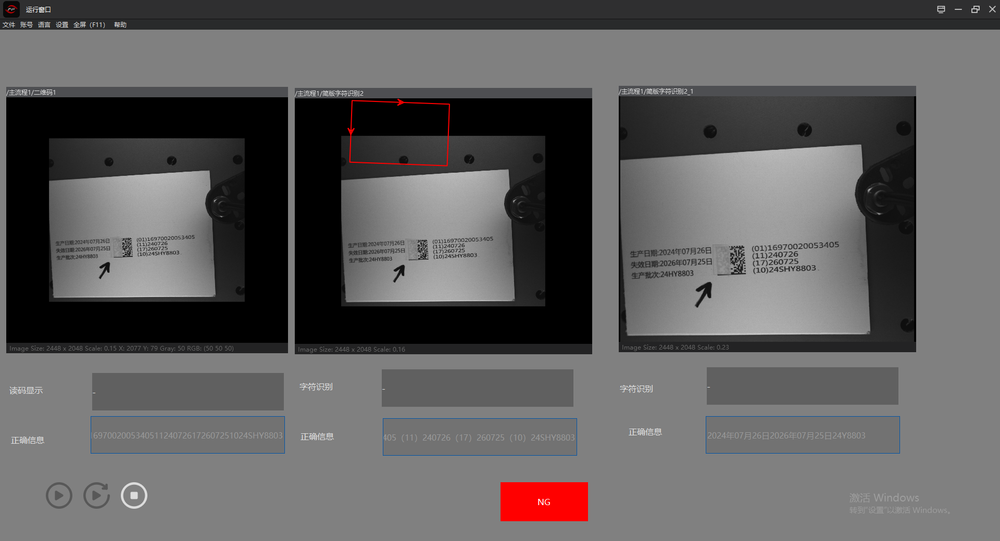 运行窗口
文件 账号 语言 设置 全屏 (F11) 帮助
/主流程1/二维码1
生产日期:2024年07月26日
失效日期:2026年07月25日
生产批次:24HY8803
(01)16970020053405
(11)240726
(17)260725
(10)24SHY8803
Image Size: 2448 x 2048 Scale: 0.15 X: 2077 Y: 79 Gray: 50 RGB: (50 50 50)
/主流程1/简版字符识别2
生产日期:2024年07月26日
失效日期:2026年07月25日
生产批次:24HY8803
(01)16970020053405
(11)240726
(17)260725
(10)24SHY8803
Image Size: 2448 x 2048 Scale: 0.16
/主流程1/简版字符识别2_1
生产日期:2024年07月26日
失效日期:2026年07月25日
生产批次:24HY8803
(01)16970020053405
(11)240726
(17)260725
(10)24SHY8803
Image Size: 2448 x 2048 Scale: 0.23
读码显示
-
正确信息
16970020053405112407261726072510​24SHY8803
字符识别
-
正确信息
405（11）240726（17）260725（10）24SHY8803
字符识别
-
正确信息
2024年07月26日2026年07月25日24Y8803
NG
激活 Windows
转到"设置"以激活 Windows。